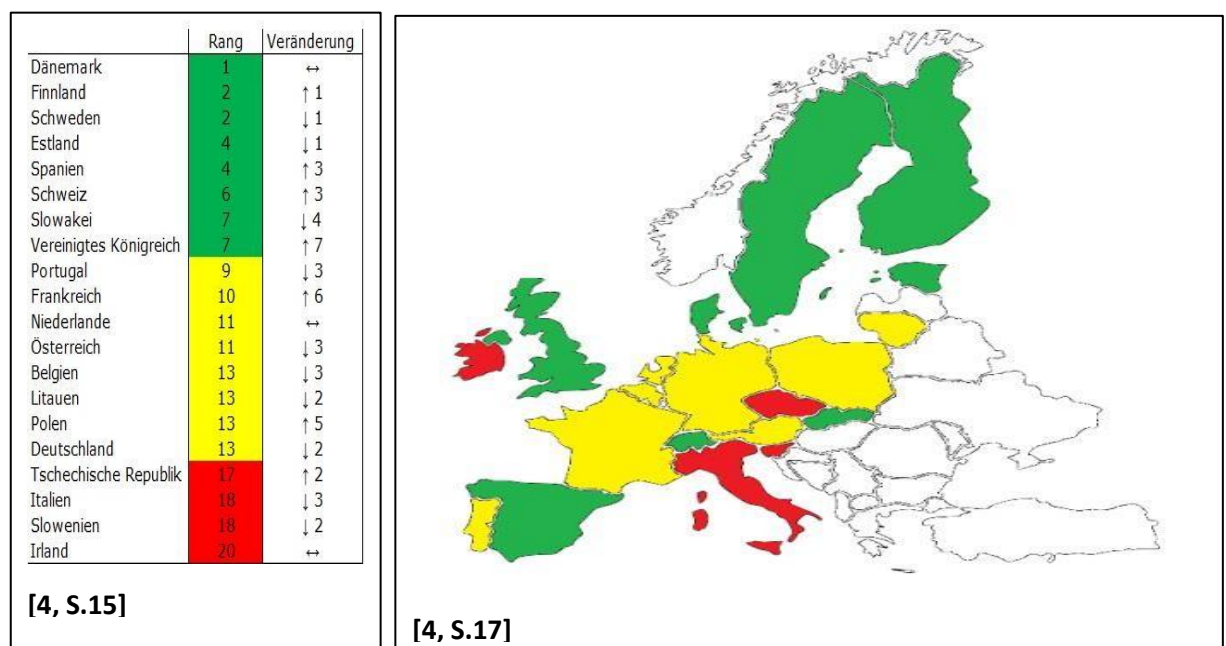 Rang Veränderung
Dänemark 1 ↔
Finnland 2 ↑ 1
Schweden 2 ↓ 1
Estland 4 ↓ 1
Spanien 4 ↑ 3
Schweiz 6 ↑ 3
Slowakei 7 ↓ 4
Vereinigtes Königreich 7 ↑ 7
Portugal 9 ↓ 3
Frankreich 10 ↑ 6
Niederlande 11 ↔
Österreich 11 ↓ 3
Belgien 13 ↓ 3
Litauen 13 ↓ 2
Polen 13 ↑ 5
Deutschland 13 ↓ 2
Tschechische Republik 17 ↑ 2
Italien 18 ↓ 3
Slowenien 18 ↓ 2
Irland 20 ↔
[4, S.15]
[4, S.17]